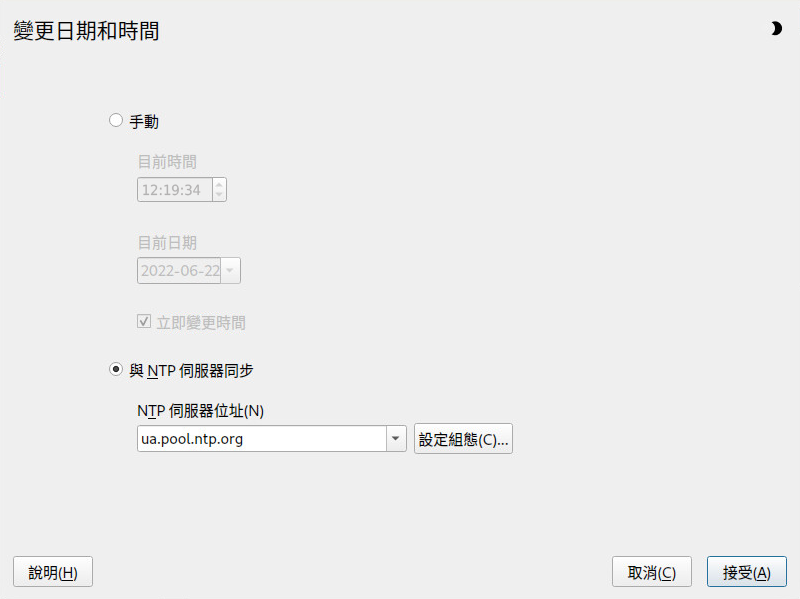 變更日期和時間
手動
目前時間
12:19:34
目前日期
2022-06-22
立即變更時間
與 NTP 伺服器同步
NTP 伺服器位址(N)
ua.pool.ntp.org
設定組態(C)...
說明(H)
取消(C)
接受(A)